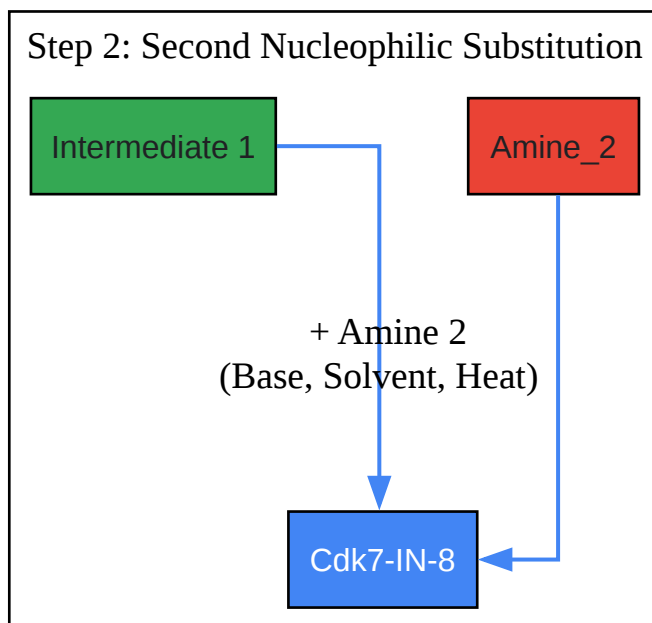 Step 2: Second Nucleophilic Substitution
Intermediate 1
Amine_2
+ Amine 2
(Base, Solvent, Heat)
Cdk7-IN-8